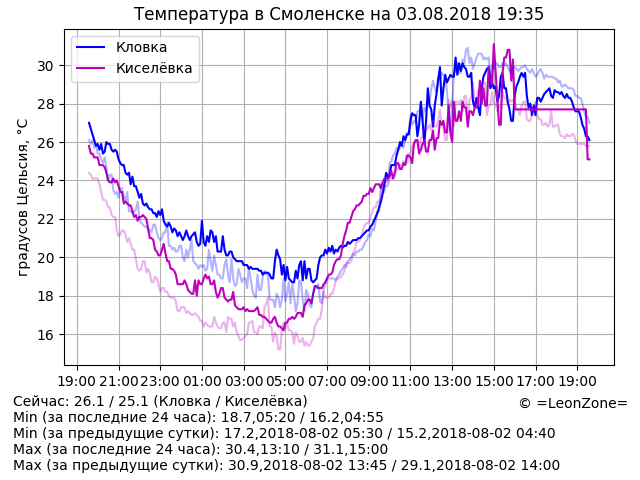 Температура в Смоленске на 03.08.2018 19:35
Кловка
Киселёвка
градусов Цельсия, °C
30
28
26
24
22
20
18
16
19:00 21:00 23:00 01:00 03:00 05:00 07:00 09:00 11:00 13:00 15:00 17:00 19:00
Сейчас: 26.1 / 25.1 (Кловка / Киселёвка)
© =LeonZone=
Min (за последние 24 часа): 18.7,05:20 / 16.2,04:55
Min (за предыдущие сутки): 17.2,2018-08-02 05:30 / 15.2,2018-08-02 04:40
Max (за последние 24 часа): 30.4,13:10 / 31.1,15:00
Max (за предыдущие сутки): 30.9,2018-08-02 13:45 / 29.1,2018-08-02 14:00